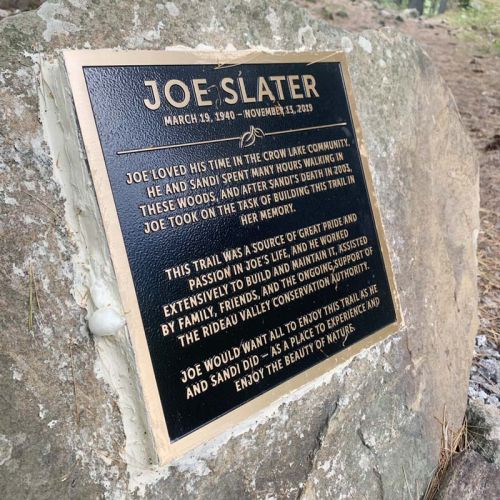 JOE SLATER
MARCH 19, 1940 – NOVEMBER 13, 2019
JOE LOVED HIS TIME IN THE CROW LAKE COMMUNITY.
HE AND SANDI SPENT MANY HOURS WALKING IN
THESE WOODS, AND AFTER SANDI'S DEATH IN 2003,
JOE TOOK ON THE TASK OF BUILDING THIS TRAIL IN
HER MEMORY.
THIS TRAIL WAS A SOURCE OF GREAT PRIDE AND
PASSION IN JOE'S LIFE, AND HE WORKED
EXTENSIVELY TO BUILD AND MAINTAIN IT, ASSISTED
BY FAMILY, FRIENDS, AND THE ONGOING SUPPORT OF
THE RIDEAU VALLEY CONSERVATION AUTHORITY.
JOE WOULD WANT ALL TO ENJOY THIS TRAIL AS HE
AND SANDI DID – AS A PLACE TO EXPERIENCE AND
ENJOY THE BEAUTY OF NATURE.